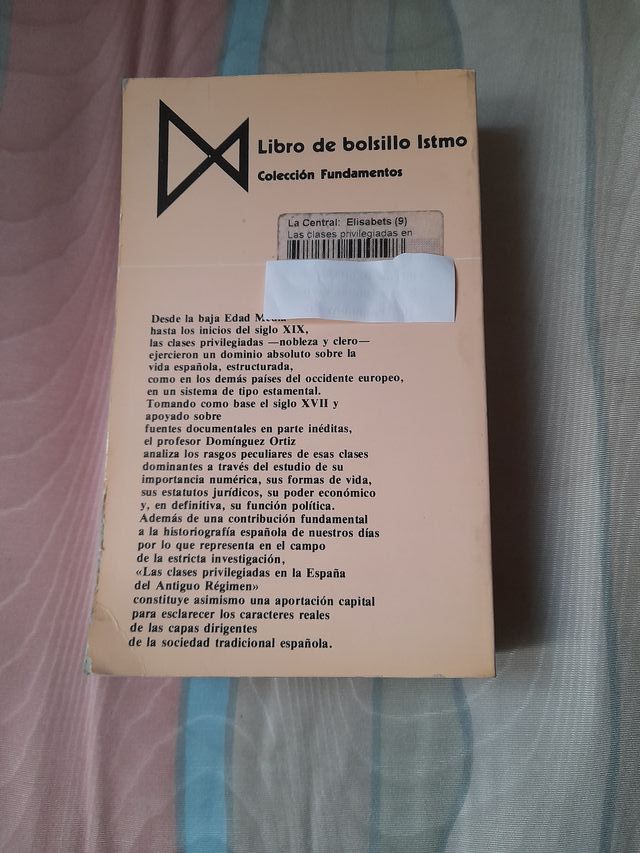 Libro de bolsillo Istmo
Colección Fundamentos
La Central: Elisabets (9)
Las clases privilegiadas en
Desde la baja Edad Media
hasta los inicios del siglo XIX,
las clases privilegiadas —nobleza y clero—
ejercieron un dominio absoluto sobre la
vida española, estructurada,
como en los demás países del occidente europeo,
en un sistema de tipo estamental.
Tomando como base el siglo XVII y
apoyado sobre
fuentes documentales en parte inéditas,
el profesor Domínguez Ortiz
analiza los rasgos peculiares de esas clases
dominantes a través del estudio de su
importancia numérica, sus formas de vida,
sus estatutos jurídicos, su poder económico
y, en definitiva, su función política.
Además de una contribución fundamental
a la historiografía española de nuestros días
por lo que representa en el campo
de la estricta investigación,
«Las clases privilegiadas en la España
del Antiguo Régimen»
constituye asimismo una aportación capital
para esclarecer los caracteres reales
de las capas dirigentes
de la sociedad tradicional española.